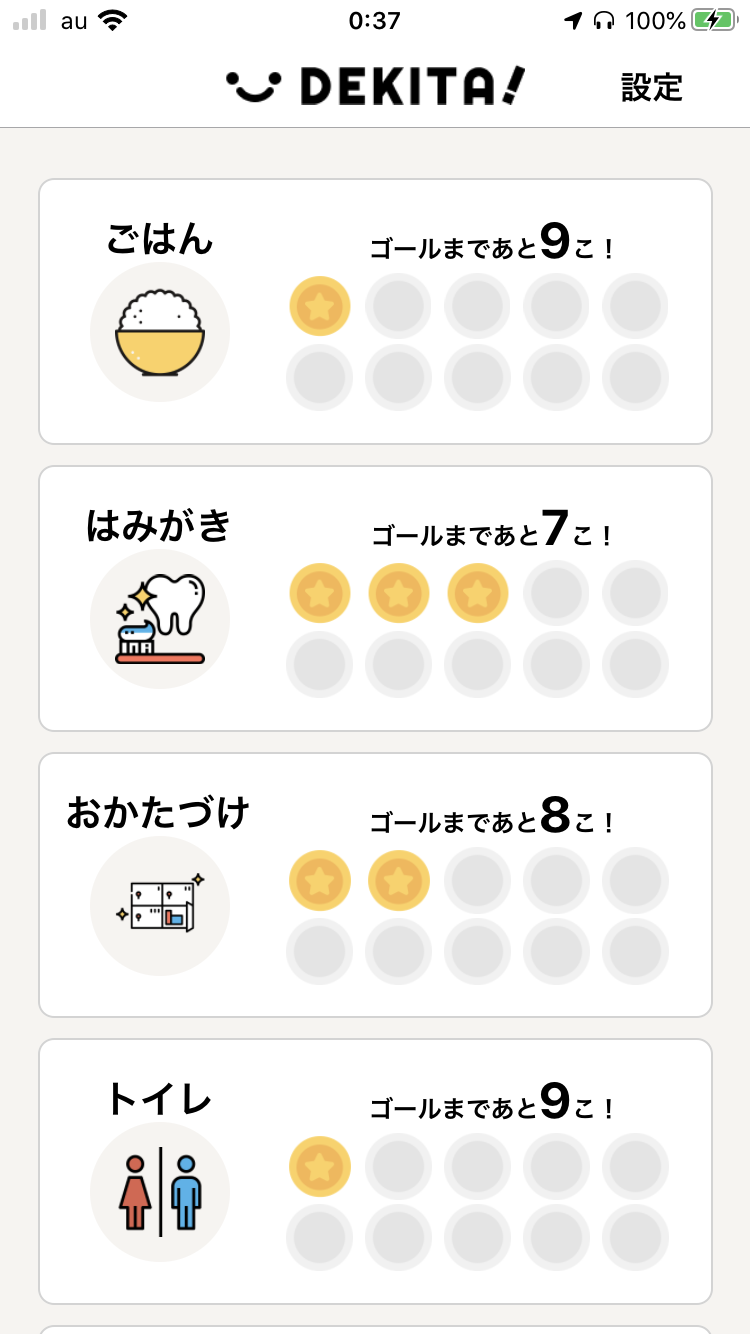 au 0:37 100%
DEKITA! 設定
ごはん
ゴールまであと9こ！
はみがき
ゴールまであと7こ！
おかたづけ
ゴールまであと8こ！
トイレ
ゴールまであと9こ！